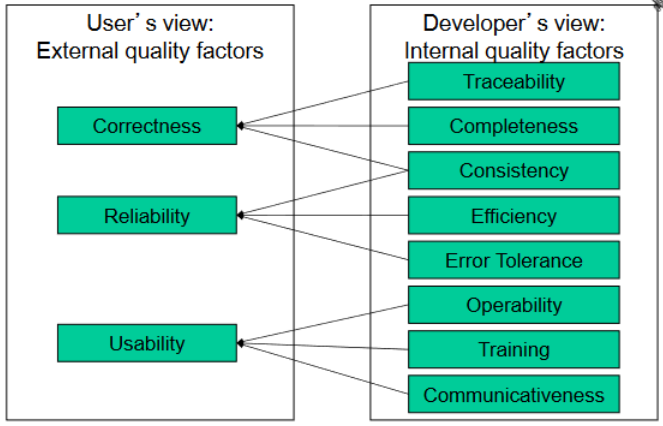 User's view:
External quality factors
Correctness
Reliability
Usability
Developer's view:
Internal quality factors
Traceability
Completeness
Consistency
Efficiency
Error Tolerance
Operability
Training
Communicativeness